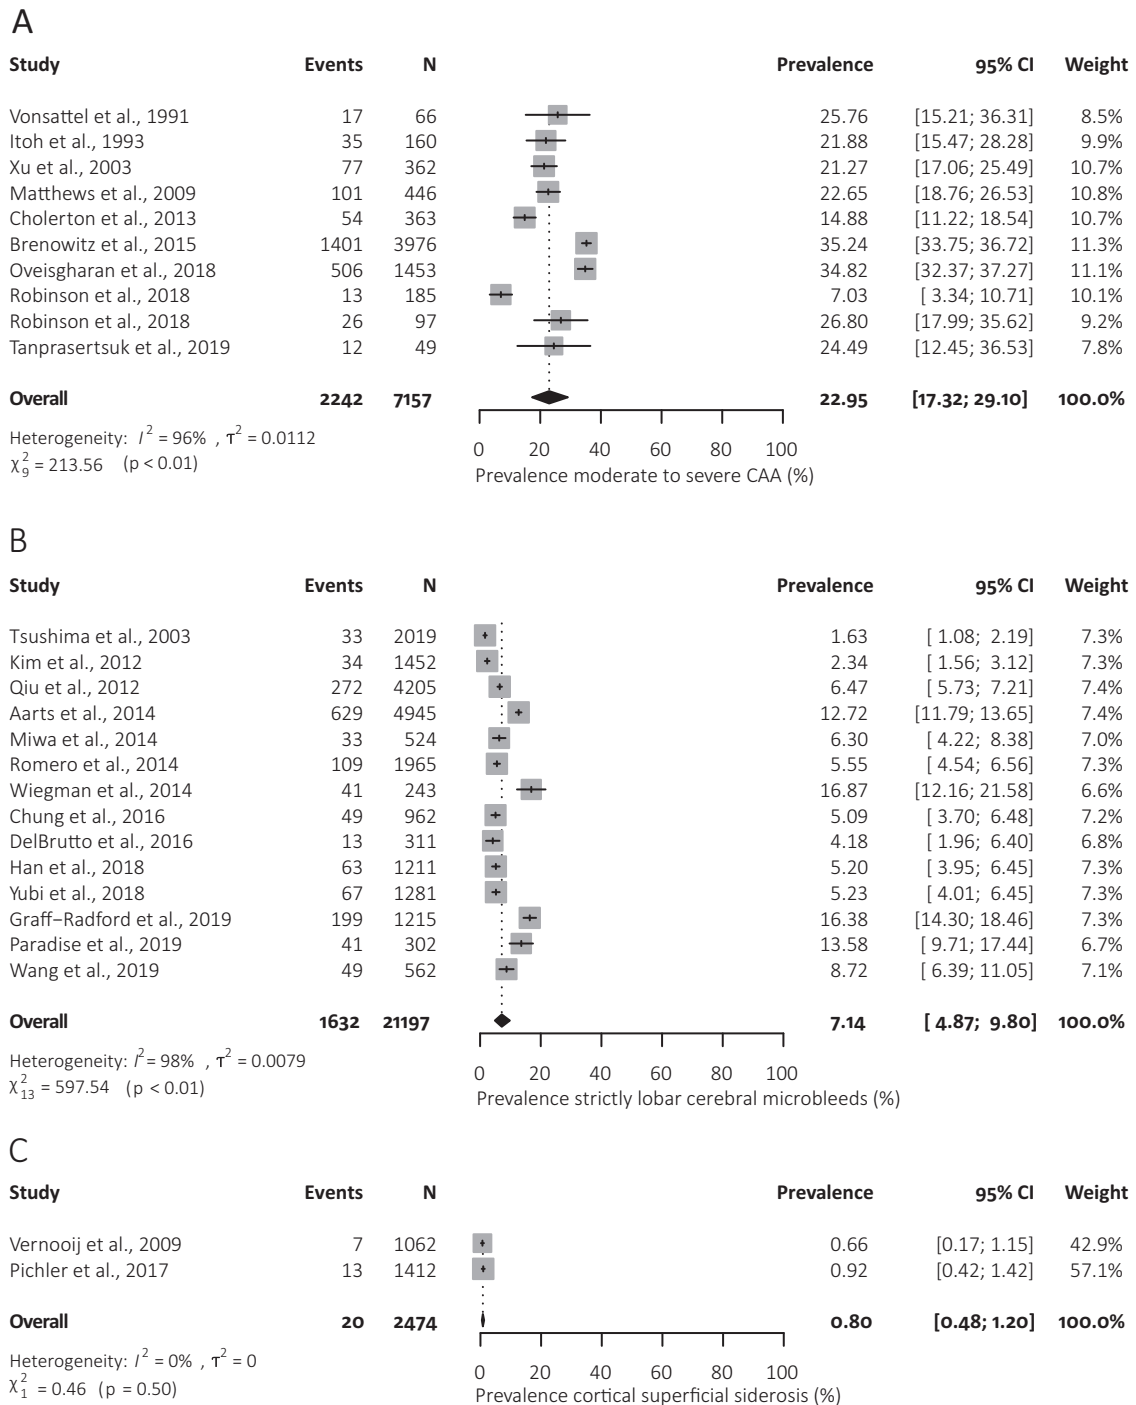 A
Study Events N Prevalence 95% CI Weight
Vonsattel et al., 1991 17 66 25.76 [15.21; 36.31] 8.5%
Itoh et al., 1993 35 160 21.88 [15.47; 28.28] 9.9%
Xu et al., 2003 77 362 21.27 [17.06; 25.49] 10.7%
Matthews et al., 2009 101 446 22.65 [18.76; 26.53] 10.8%
Cholerton et al., 2013 54 363 14.88 [11.22; 18.54] 10.7%
Brenowitz et al., 2015 1401 3976 35.24 [33.75; 36.72] 11.3%
Oveisgharan et al., 2018 506 1453 34.82 [32.37; 37.27] 11.1%
Robinson et al., 2018 13 185 7.03 [ 3.34; 10.71] 10.1%
Robinson et al., 2018 26 97 26.80 [17.99; 35.62] 9.2%
Tanprasertsuk et al., 2019 12 49 24.49 [12.45; 36.53] 7.8%
Overall 2242 7157 22.95 [17.32; 29.10] 100.0%
Heterogeneity: I² = 96% , τ² = 0.0112
χ²₉ = 213.56 (p < 0.01)
0 20 40 60 80 100
Prevalence moderate to severe CAA (%)
B
Study Events N Prevalence 95% CI Weight
Tsushima et al., 2003 33 2019 1.63 [ 1.08; 2.19] 7.3%
Kim et al., 2012 34 1452 2.34 [ 1.56; 3.12] 7.3%
Qiu et al., 2012 272 4205 6.47 [ 5.73; 7.21] 7.4%
Aarts et al., 2014 629 4945 12.72 [11.79; 13.65] 7.4%
Miwa et al., 2014 33 524 6.30 [ 4.22; 8.38] 7.0%
Romero et al., 2014 109 1965 5.55 [ 4.54; 6.56] 7.3%
Wiegman et al., 2014 41 243 16.87 [12.16; 21.58] 6.6%
Chung et al., 2016 49 962 5.09 [ 3.70; 6.48] 7.2%
DelBrutto et al., 2016 13 311 4.18 [ 1.96; 6.40] 6.8%
Han et al., 2018 63 1211 5.20 [ 3.95; 6.45] 7.3%
Yubi et al., 2018 67 1281 5.23 [ 4.01; 6.45] 7.3%
Graff–Radford et al., 2019 199 1215 16.38 [14.30; 18.46] 7.3%
Paradise et al., 2019 41 302 13.58 [ 9.71; 17.44] 6.7%
Wang et al., 2019 49 562 8.72 [ 6.39; 11.05] 7.1%
Overall 1632 21197 7.14 [ 4.87; 9.80] 100.0%
Heterogeneity: I² = 98% , τ² = 0.0079
χ²₁₃ = 597.54 (p < 0.01)
0 20 40 60 80 100
Prevalence strictly lobar cerebral microbleeds (%)
C
Study Events N Prevalence 95% CI Weight
Vernooij et al., 2009 7 1062 0.66 [0.17; 1.15] 42.9%
Pichler et al., 2017 13 1412 0.92 [0.42; 1.42] 57.1%
Overall 20 2474 0.80 [0.48; 1.20] 100.0%
Heterogeneity: I² = 0% , τ² = 0
χ²₁ = 0.46 (p = 0.50)
0 20 40 60 80 100
Prevalence cortical superficial siderosis (%)